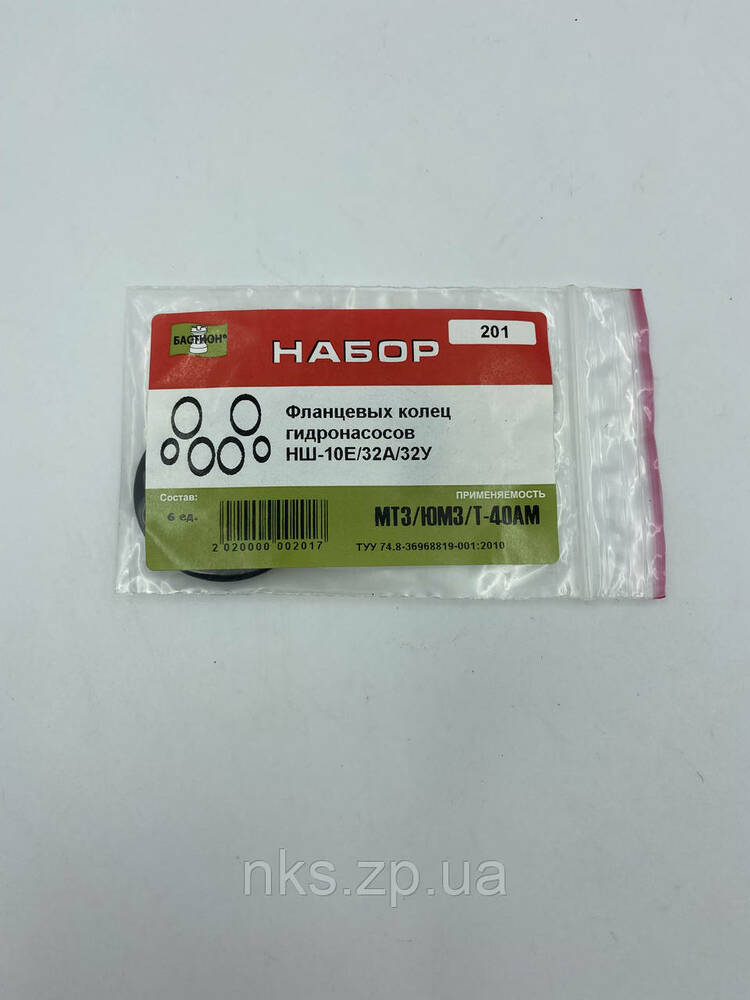 БАСТИОН®
НАБОР
201
Фланцевых колец
гидронасосов
НШ-10Е/32А/32У
Состав:
6 ед.
2 020000 002017
ПРИМЕНЯЕМОСТЬ
МТЗ/ЮМЗ/Т-40АМ
ТУУ 74.8-36968819-001:2010
nks.zp.ua